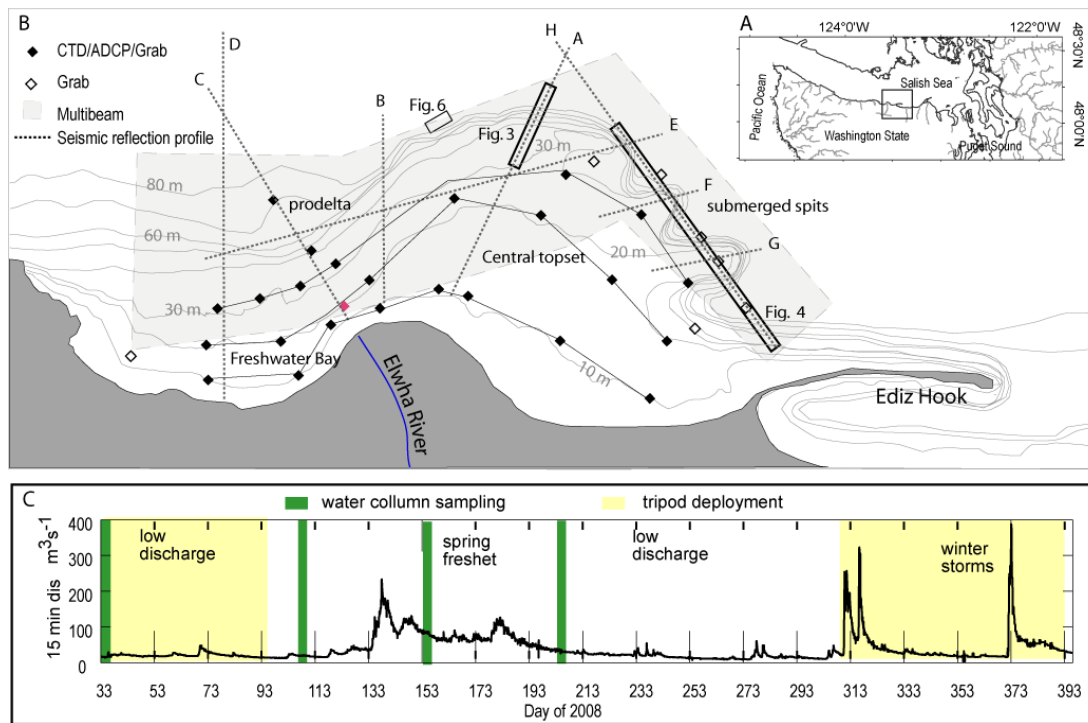 B
CTD/ADCP/Grab
Grab
Multibeam
Seismic reflection profile
D
C
B
H
A
E
F
G
Fig. 6
Fig. 3
Fig. 4
80 m
60 m
30 m
30 m
20 m
10 m
prodelta
submerged spits
Central topset
Freshwater Bay
Elwha River
Ediz Hook
A
124°0'W
122°0'W
48°30'N
48°00'N
Pacific Ocean
Salish Sea
Washington State
Puget Sound
C
water collumn sampling
tripod deployment
low
discharge
spring
freshet
low
discharge
winter
storms
15 min dis m³s⁻¹
400
300
200
100
0
33 53 73 93 113 133 153 173 193 213 233 253 273 293 313 333 353 373 393
Day of 2008